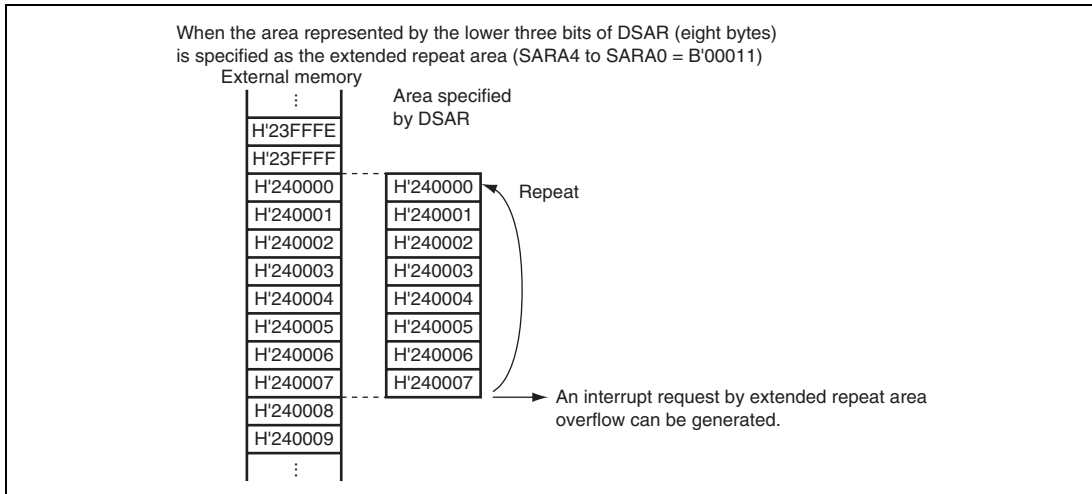 When the area represented by the lower three bits of DSAR (eight bytes)
is specified as the extended repeat area (SARA4 to SARA0 = B'00011)
External memory
Area specified
by DSAR
⋮
H'23FFFE
H'23FFFF
H'240000
H'240001
H'240002
H'240003
H'240004
H'240005
H'240006
H'240007
H'240008
H'240009
⋮
H'240000
H'240001
H'240002
H'240003
H'240004
H'240005
H'240006
H'240007
Repeat
An interrupt request by extended repeat area
overflow can be generated.